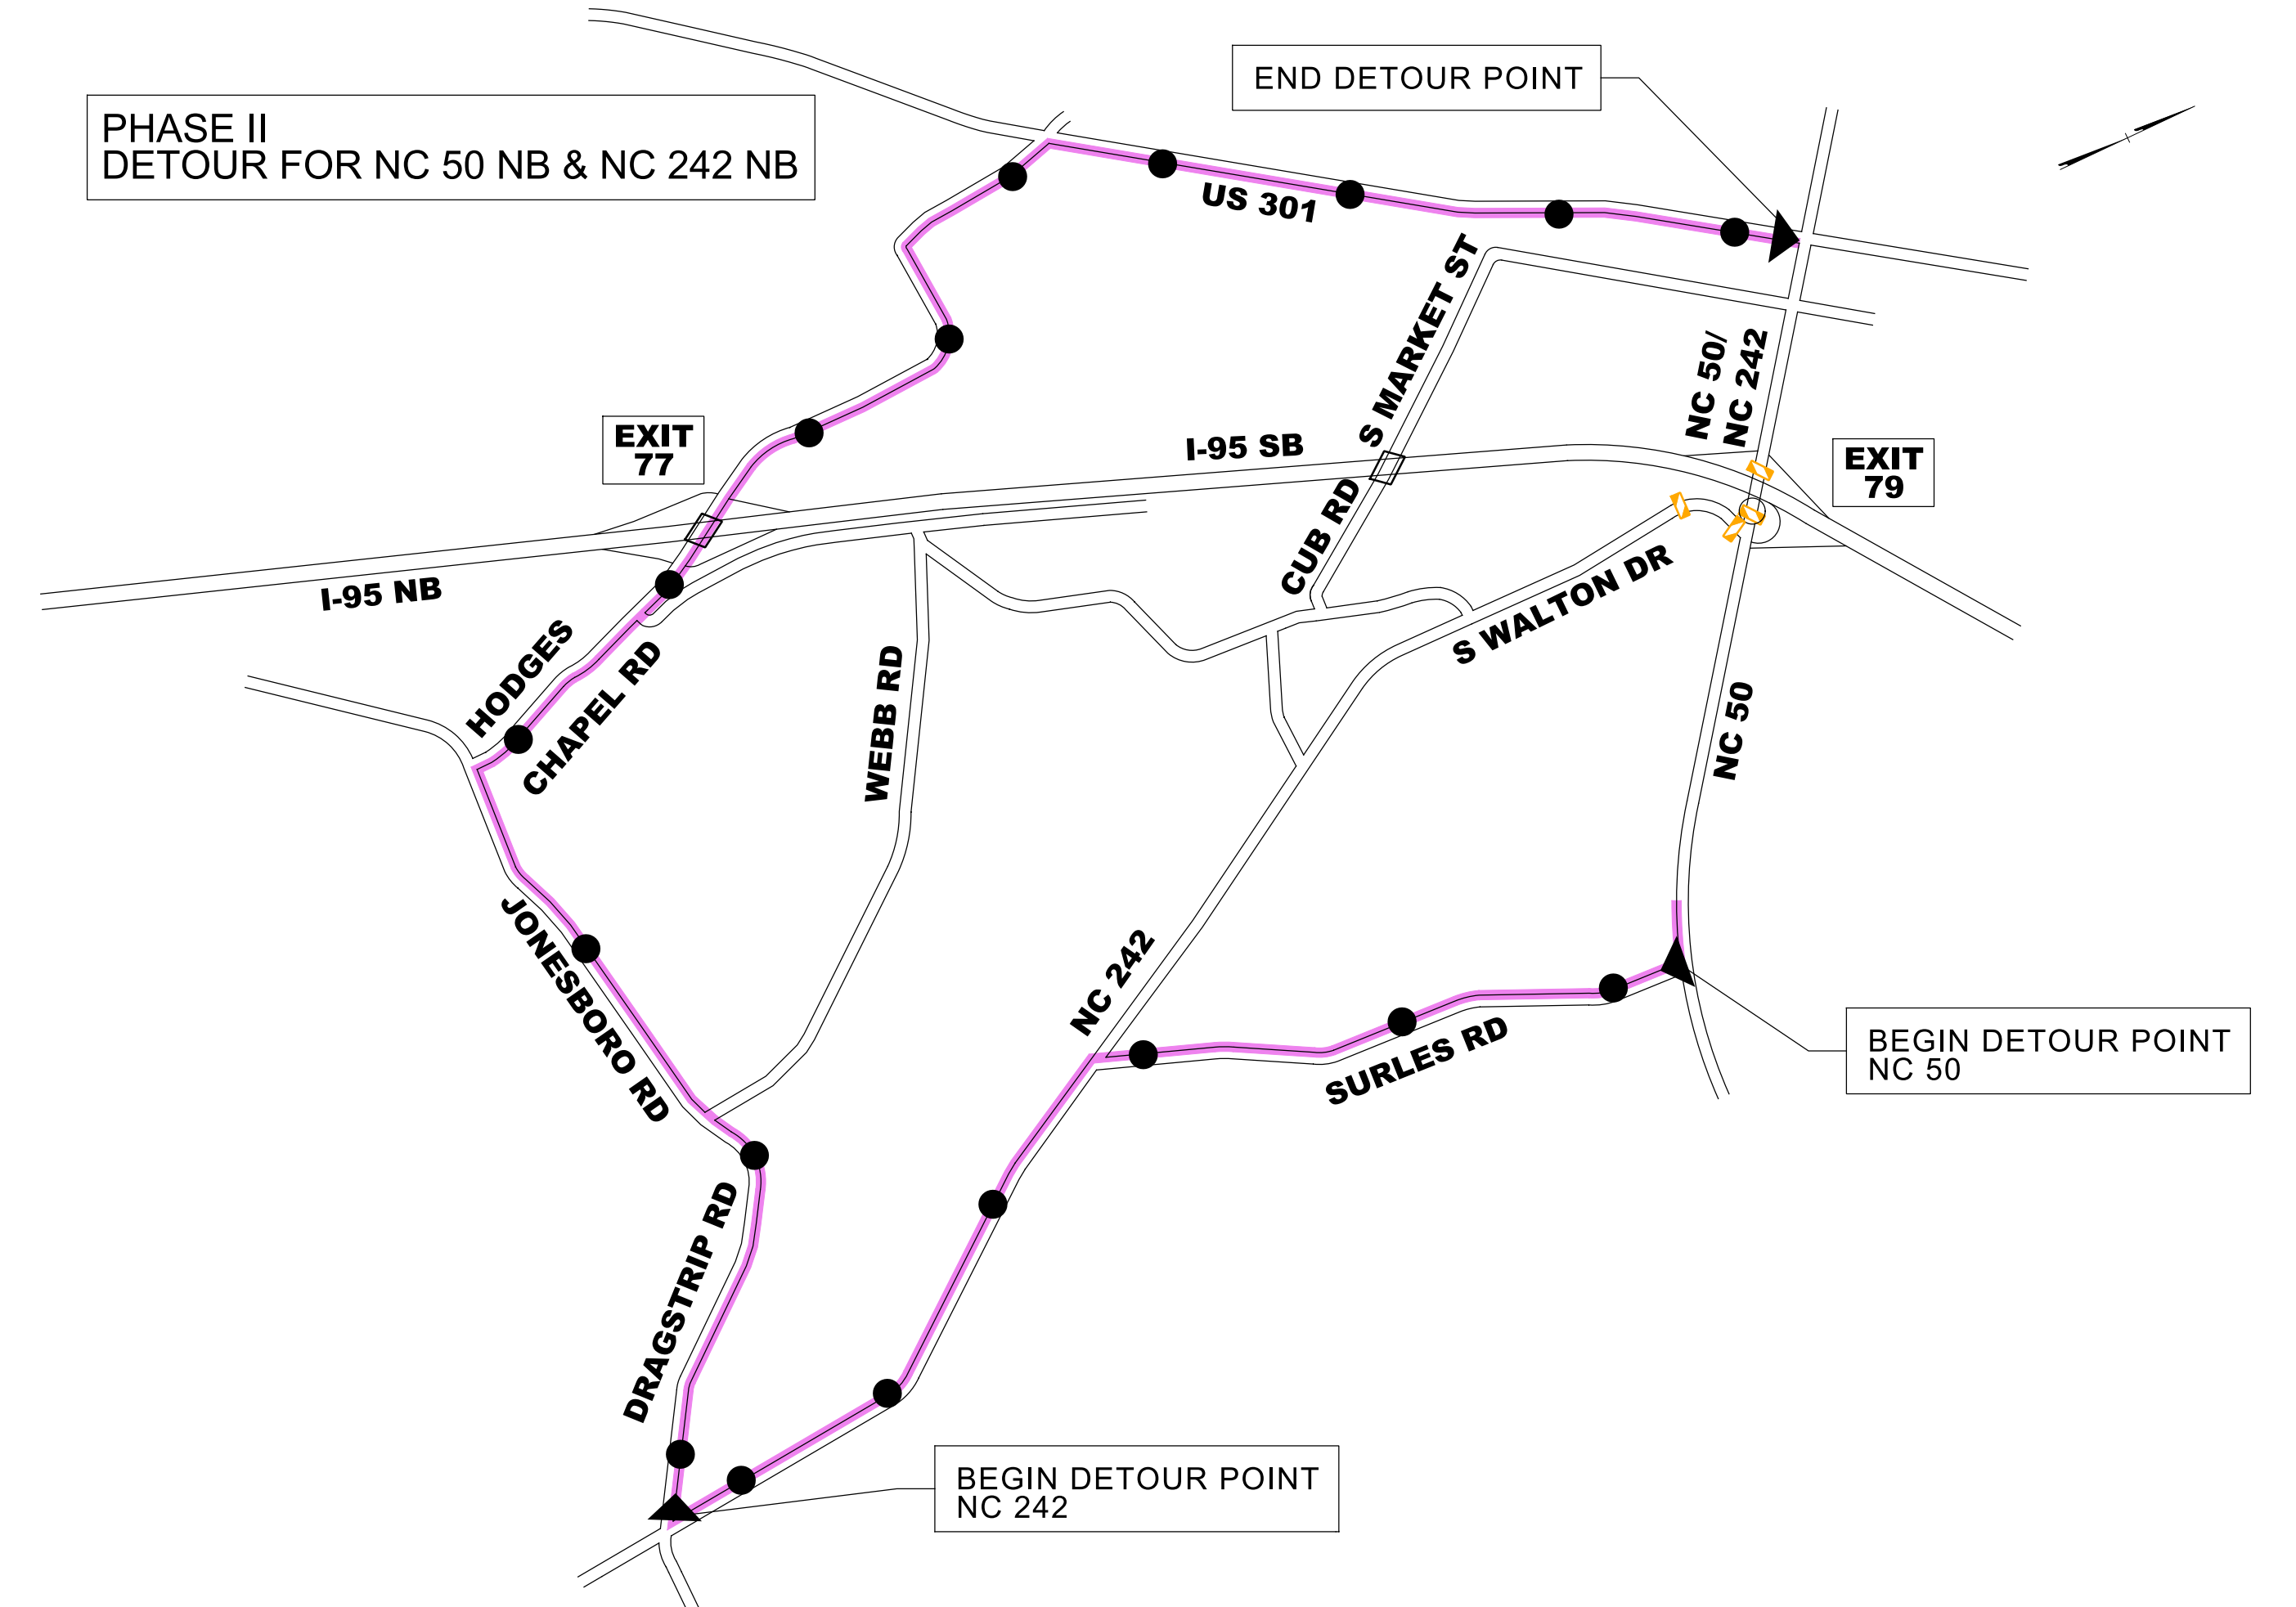 END DETOUR POINT
PHASE II
DETOUR FOR NC 50 NB & NC 242 NB
US 301
S MARKET ST
NC 50/
NC 242
EXIT
77
I-95 SB
EXIT
79
CUB RD
I-95 NB
S WALTON DR
HODGES
CHAPEL RD
WEBB RD
NC 50
JONESBORO RD
NC 242
SURLES RD
BEGIN DETOUR POINT
NC 50
DRAGSTRIP RD
BEGIN DETOUR POINT
NC 242